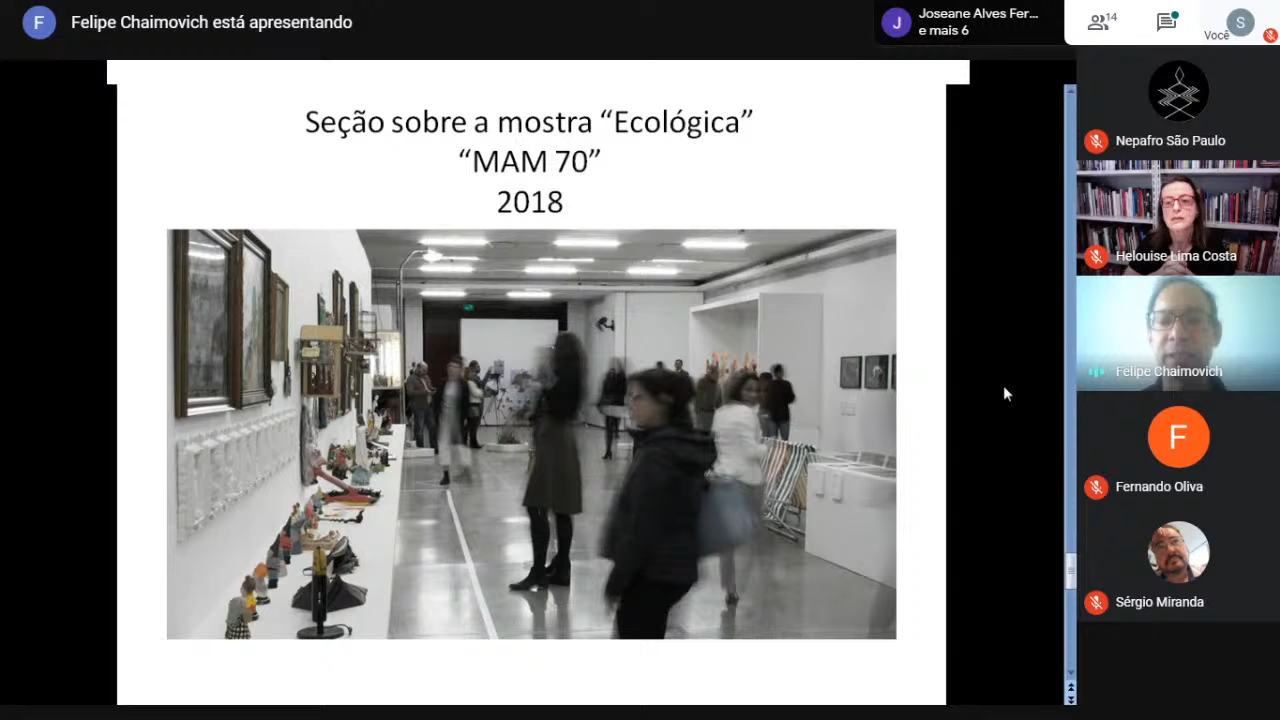 F
Felipe Chaimovich está apresentando
J
Joseane Alves Fer...
e mais 6
14
Você
S
Seção sobre a mostra “Ecológica”
“MAM 70”
2018
Nepafro São Paulo
Helouise Lima Costa
Felipe Chaimovich
F
Fernando Oliva
Sérgio Miranda